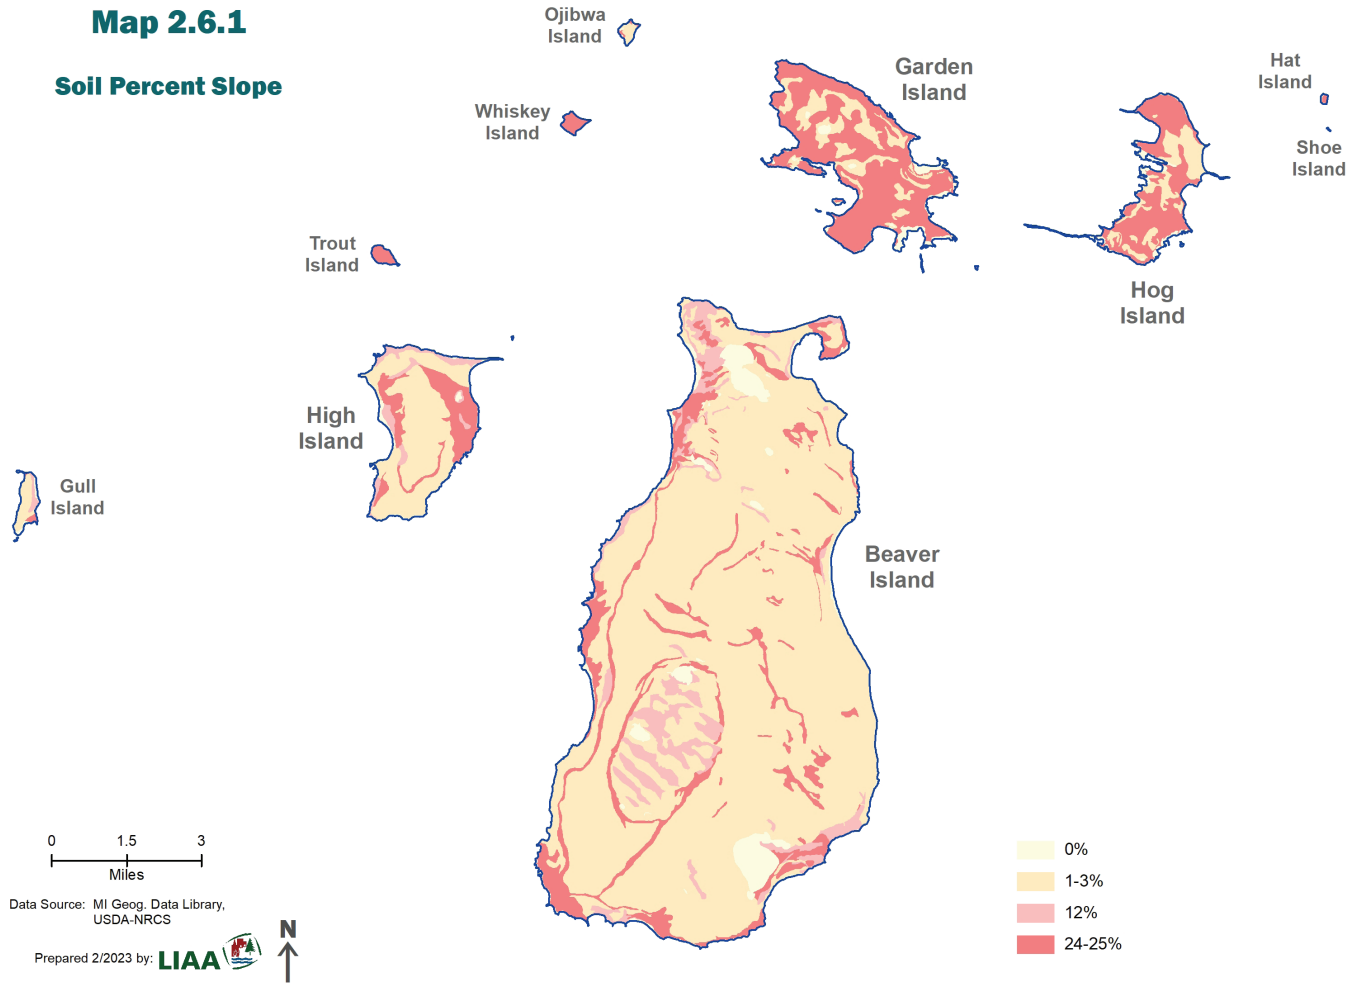 Map 2.6.1
Soil Percent Slope
Ojibwa
Island
Whiskey
Island
Garden
Island
Hat
Island
Shoe
Island
Trout
Island
Hog
Island
High
Island
Gull
Island
Beaver
Island
0 1.5 3
Miles
Data Source: MI Geog. Data Library,
USDA-NRCS
Prepared 2/2023 by: LIAA
N
0%
1-3%
12%
24-25%